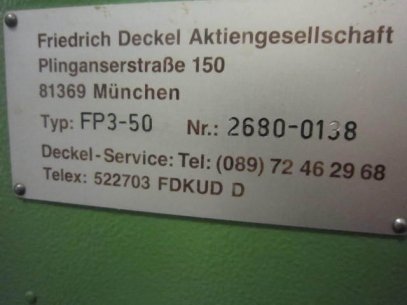 Friedrich Deckel Aktiengesellschaft
Plinganserstraße 150
81369 München
Typ: FP3-50 Nr.: 2680-0138
Deckel-Service: Tel: (089) 72 46 29 68
Telex: 522703 FDKUD D